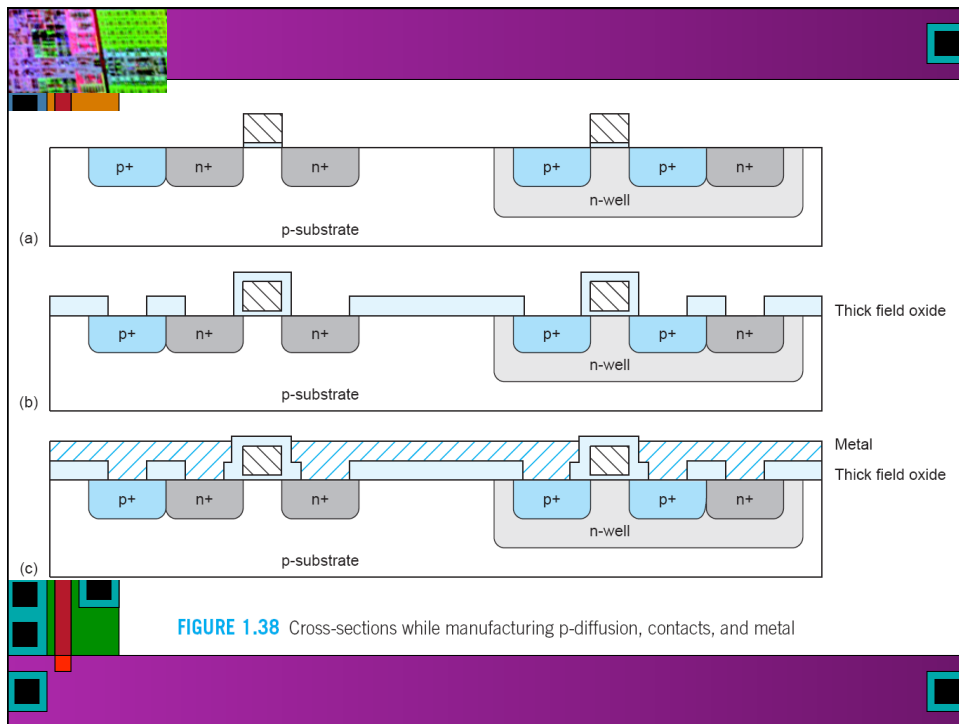 p+ n+ n+ p+ p+ n+
n-well
p-substrate
(a)
Thick field oxide
p+ n+ n+ p+ p+ n+
n-well
p-substrate
(b)
Metal
Thick field oxide
p+ n+ n+ p+ p+ n+
n-well
p-substrate
(c)
FIGURE 1.38 Cross-sections while manufacturing p-diffusion, contacts, and metal